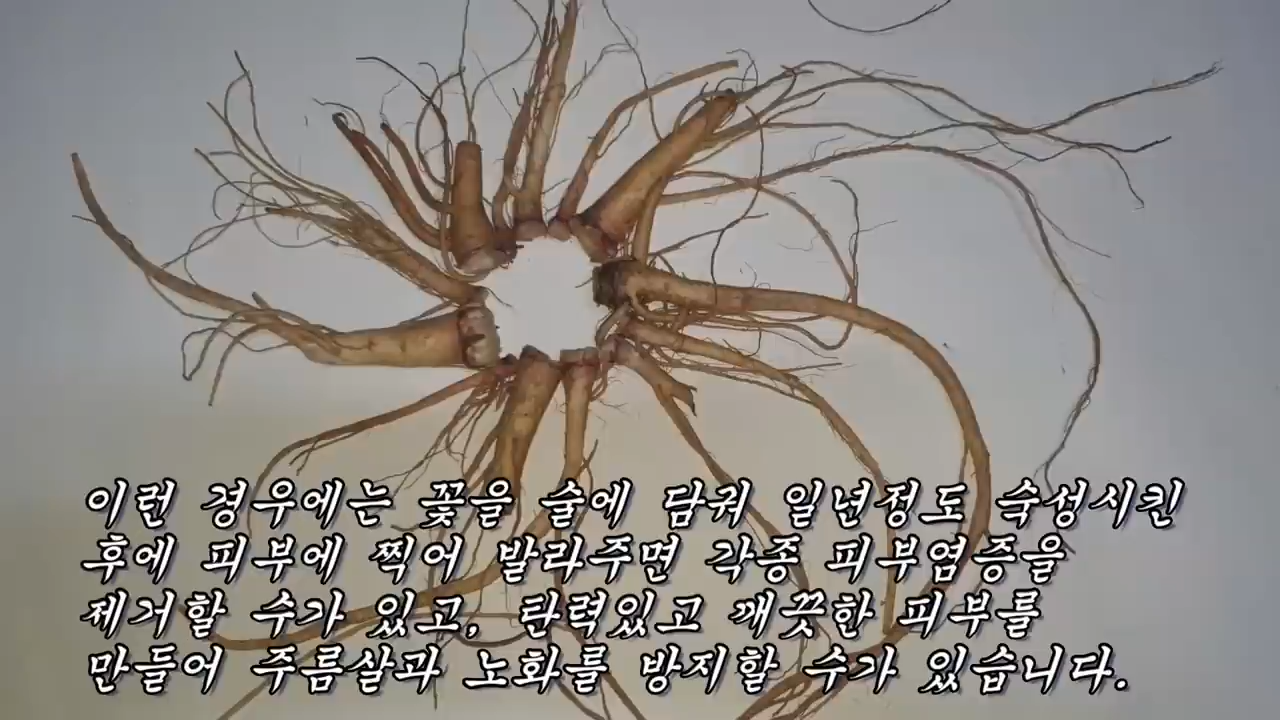 이런 경우에는 꽃을 술에 담궈 일년정도 숙성시킨
후에 피부에 찍어 발라주면 각종 피부염증을
제거할 수가 있고, 탄력있고 깨끗한 피부를
만들어 주름살과 노화를 방지할 수가 있습니다.